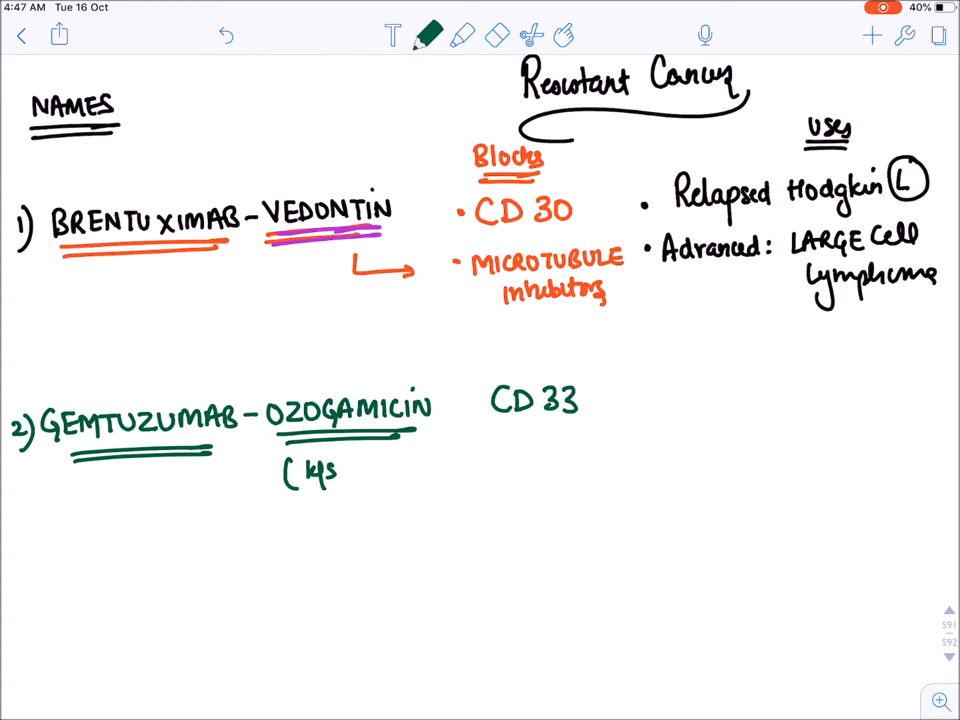 4:47 AM Tue 16 Oct
40%
T
Resistant Cancer
NAMES
USES
Blocks
1) BRENTUXIMAB - VEDONTIN
• CD 30
• Relapsed Hodgkin L
• MICROTUBULE
Inhibitors
• Advanced: LARGE Cell
Lymphoma
2) GEMTUZUMAB - OZOGAMICIN
CD 33
(k/s
591
592